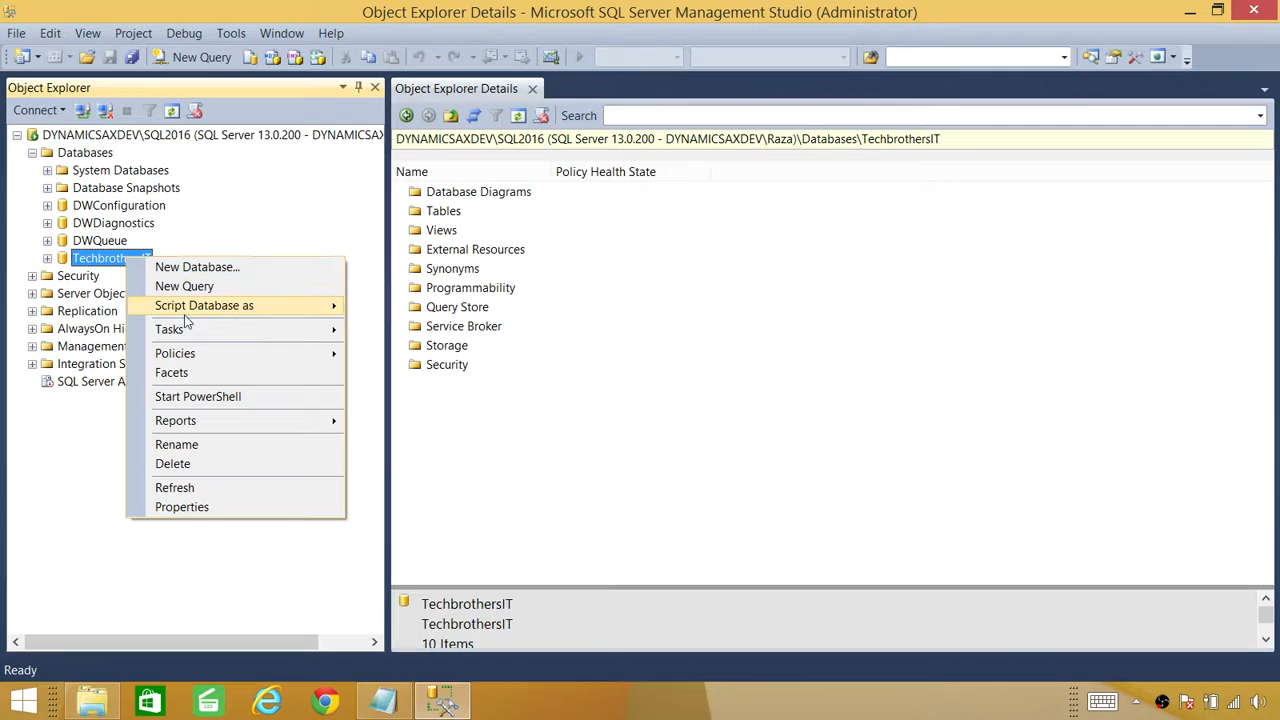 Object Explorer Details - Microsoft SQL Server Management Studio (Administrator)
File Edit View Project Debug Tools Window Help
New Query
Object Explorer
Connect
DYNAMICSAXDEV\SQL2016 (SQL Server 13.0.200 - DYNAMICSAX
Databases
System Databases
Database Snapshots
DWConfiguration
DWDiagnostics
DWQueue
TechbrothersIT
Security
Server Objec
Replication
AlwaysOn Hi
Management
Integration S
SQL Server A
New Database...
New Query
Script Database as
Tasks
Policies
Facets
Start PowerShell
Reports
Rename
Delete
Refresh
Properties
Object Explorer Details
Search
DYNAMICSAXDEV\SQL2016 (SQL Server 13.0.200 - DYNAMICSAXDEV\Raza)\Databases\TechbrothersIT
Name Policy Health State
Database Diagrams
Tables
Views
External Resources
Synonyms
Programmability
Query Store
Service Broker
Storage
Security
TechbrothersIT
TechbrothersIT
10 Items
Ready